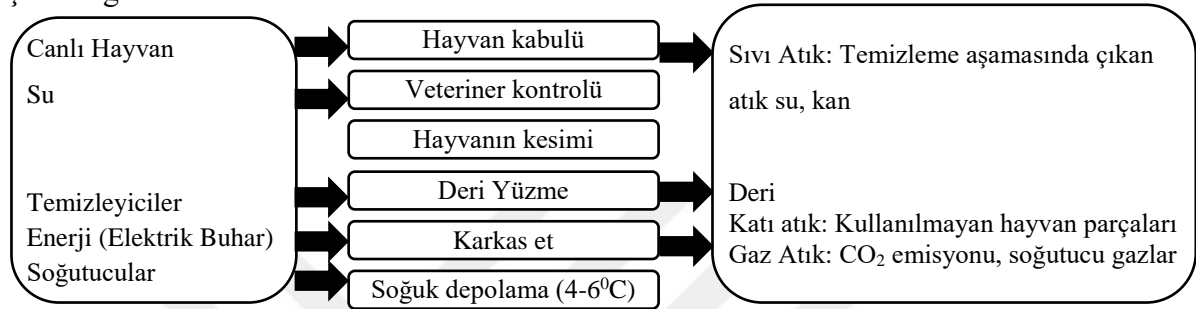 Canlı Hayvan
Su
Temizleyiciler
Enerji (Elektrik Buhar)
Soğutucular
Hayvan kabulü
Veteriner kontrolü
Hayvanın kesimi
Deri Yüzme
Karkas et
Soğuk depolama (4-6⁰C)
Sıvı Atık: Temizleme aşamasında çıkan
atık su, kan
Deri
Katı atık: Kullanılmayan hayvan parçaları
Gaz Atık: CO₂ emisyonu, soğutucu gazlar